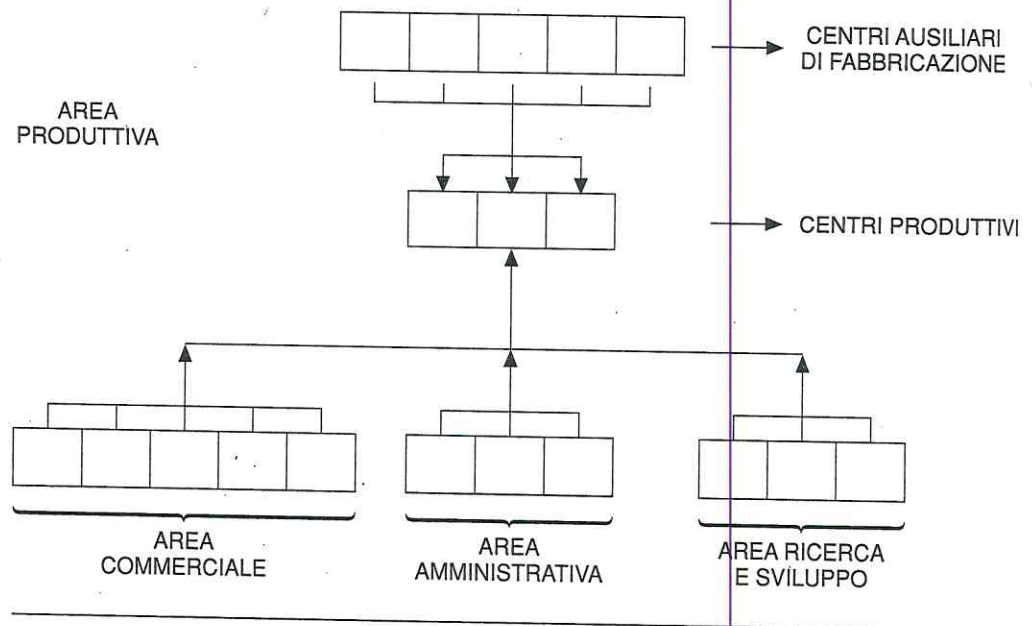 CENTRI AUSILIARI
DI FABBRICAZIONE
AREA
PRODUTTIVA
CENTRI PRODUTTIVI
AREA
COMMERCIALE
AREA
AMMINISTRATIVA
AREA RICERCA
E SVILUPPO